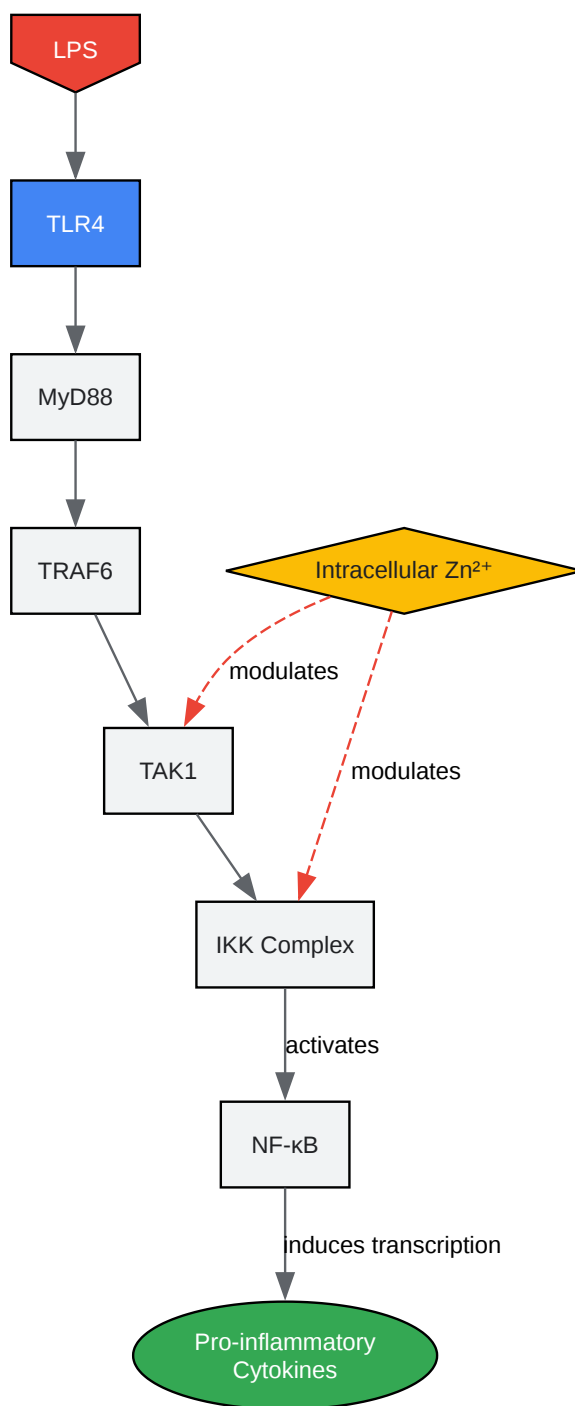 LPS
TLR4
MyD88
TRAF6
Intracellular Zn²⁺
modulates
TAK1
modulates
IKK Complex
activates
NF-κB
induces transcription
Pro-inflammatory
Cytokines